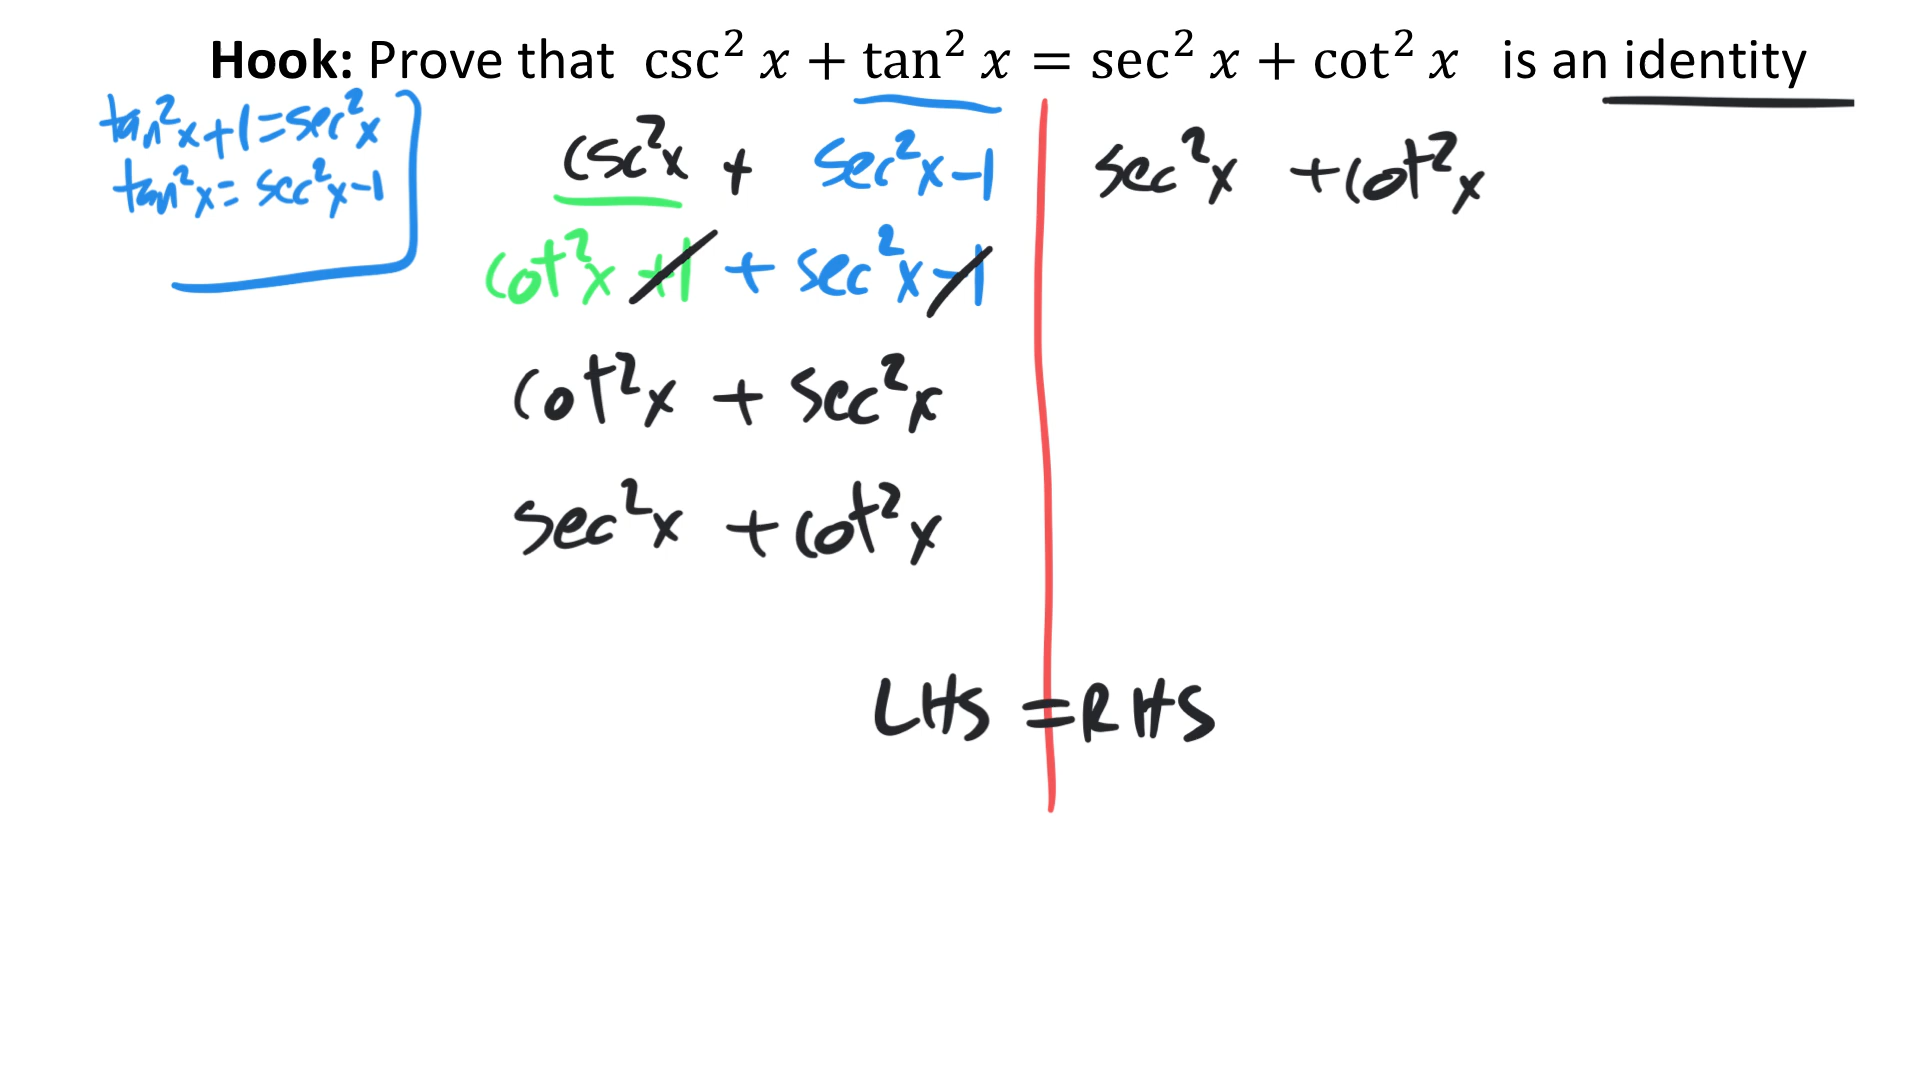 Hook: Prove that csc² x + tan² x = sec² x + cot² x is an identity
tan²x+1=sec²x
tan²x= sec²x-1
csc²x + sec²x-1
sec²x +cot²x
cot²x +1 + sec²x-1
cot²x + sec²x
sec²x +cot²x
LHS = RHS